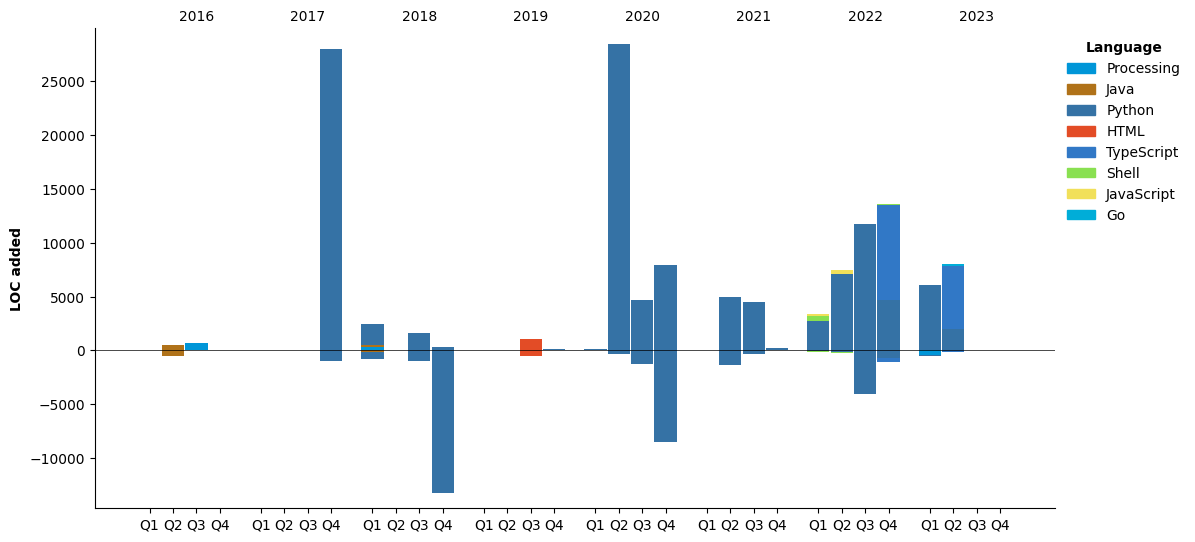 2016 2017 2018 2019 2020 2021 2022 2023
Language
Processing
Java
Python
HTML
TypeScript
Shell
JavaScript
Go
LOC added
25000
20000
15000
10000
5000
0
−5000
−10000
Q1 Q2 Q3 Q4 Q1 Q2 Q3 Q4 Q1 Q2 Q3 Q4 Q1 Q2 Q3 Q4 Q1 Q2 Q3 Q4 Q1 Q2 Q3 Q4 Q1 Q2 Q3 Q4 Q1 Q2 Q3 Q4